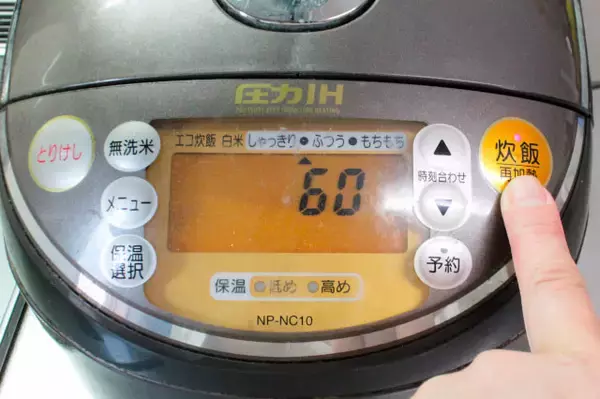 圧力IH
とりけし
無洗米
メニュー
保温
選択
エコ炊飯 白米 しゃっきり●ふつう●もちもち
60
時刻合わせ
炊飯
再加熱
予約
保温 低め 高め
NP-NC10